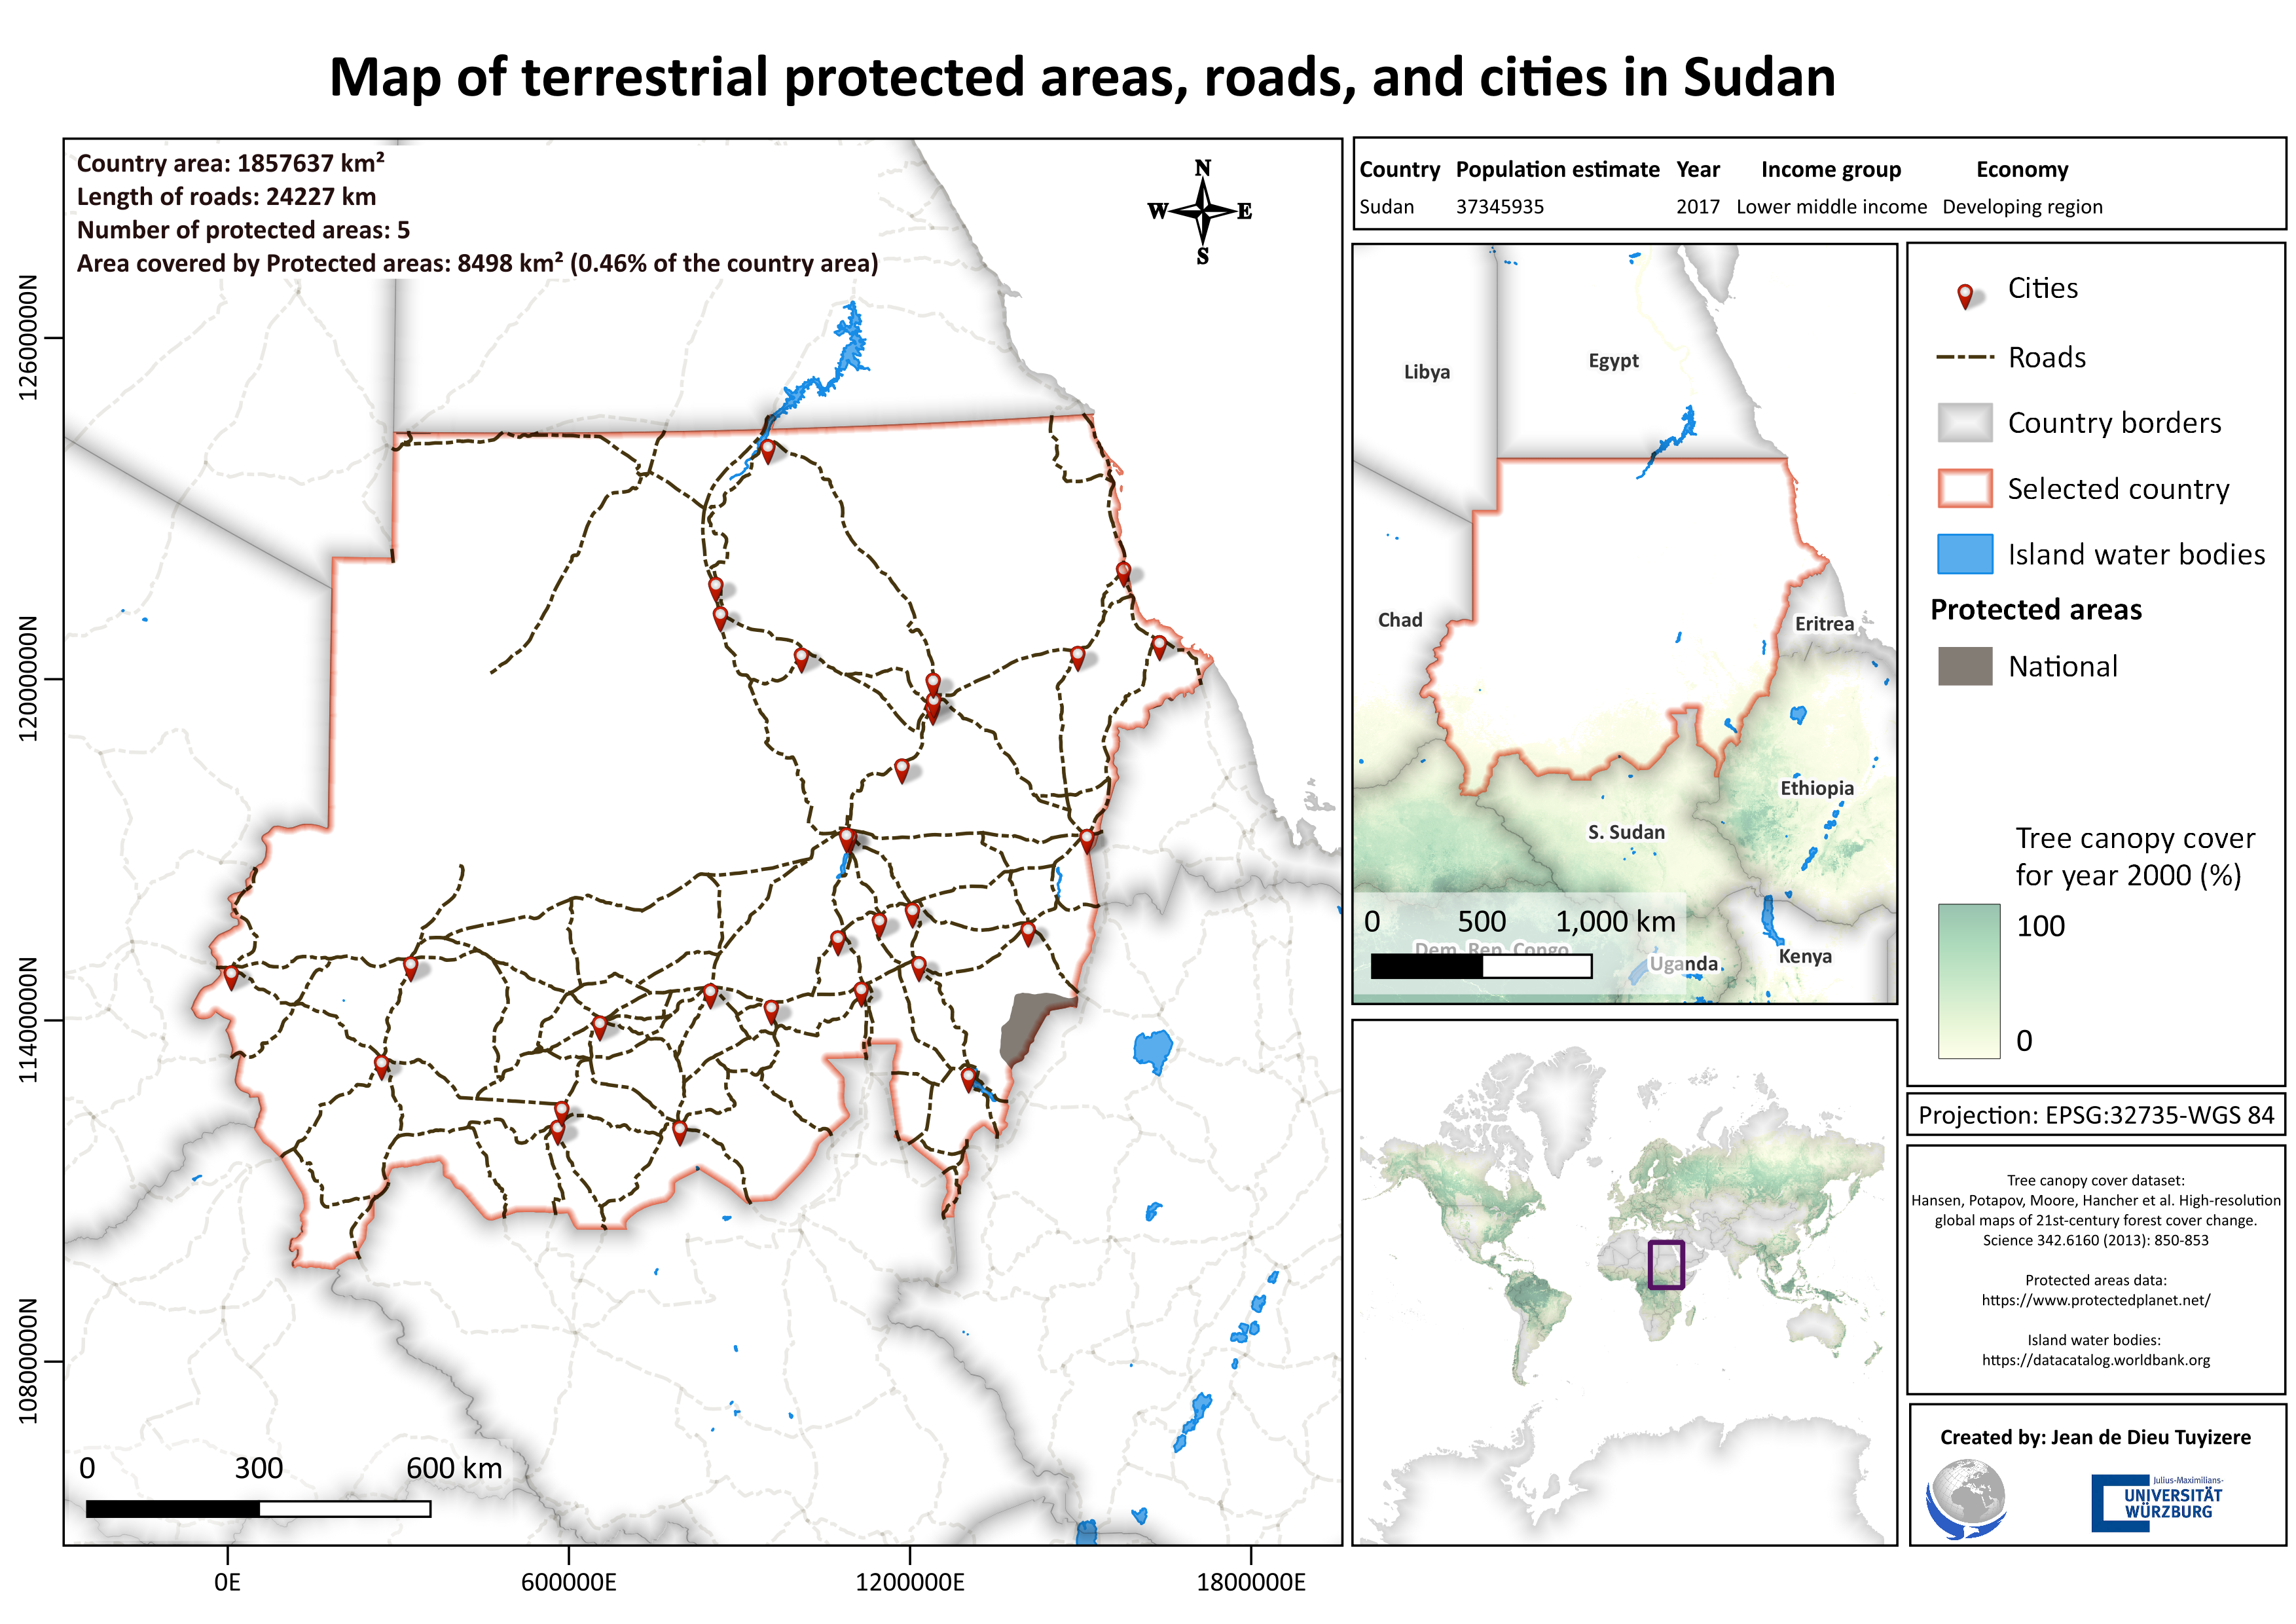 Map of terrestrial protected areas, roads, and cities in Sudan
Country area: 1857637 km²
Length of roads: 24227 km
Number of protected areas: 5
Area covered by Protected areas: 8498 km² (0.46% of the country area)
N
W E
S
1260000N
1200000N
1140000N
1080000N
0 300 600 km
0E 600000E 1200000E 1800000E
Country Population estimate Year Income group Economy
Sudan 37345935 2017 Lower middle income Developing region
Libya
Egypt
Chad
Eritrea
Ethiopia
S. Sudan
0 500 1,000 km
Dem. Rep. Congo
Uganda
Kenya
Cities
Roads
Country borders
Selected country
Island water bodies
Protected areas
National
Tree canopy cover
for year 2000 (%)
100
0
Projection: EPSG:32735-WGS 84
Tree canopy cover dataset:
Hansen, Potapov, Moore, Hancher et al. High-resolution
global maps of 21st-century forest cover change.
Science 342.6160 (2013): 850-853
Protected areas data:
https://www.protectedplanet.net/
Island water bodies:
https://datacatalog.worldbank.org
Created by: Jean de Dieu Tuyizere
Julius-Maximilians-
UNIVERSITÄT
WÜRZBURG